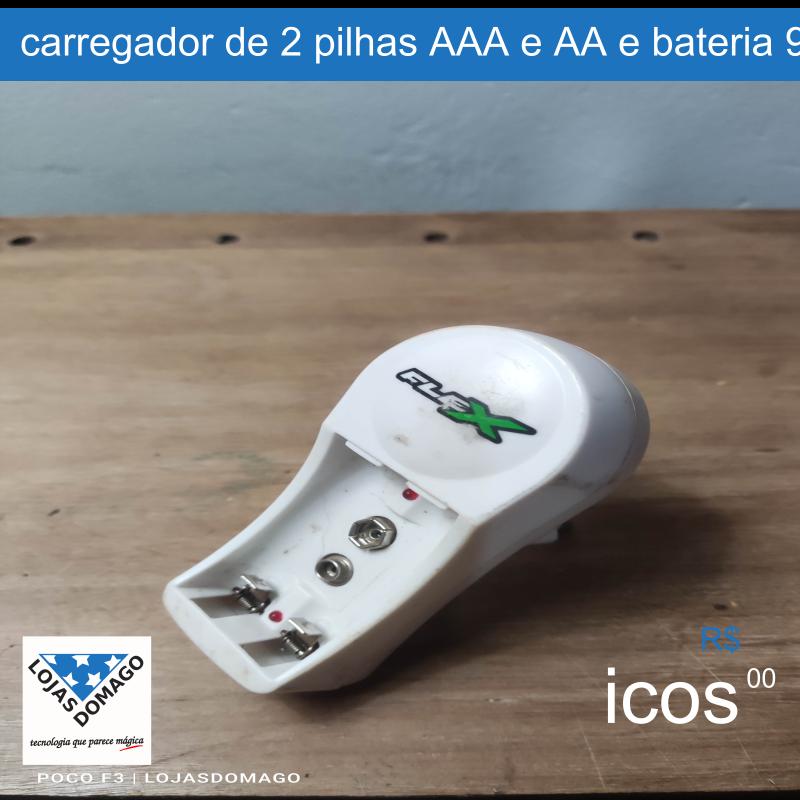 carregador de 2 pilhas AAA e AA e bateria 9
FLEX
R$
icos 00
LOJAS DOMAGO
tecnologia que parece mágica
POCO F3 | LOJASDOMAGO